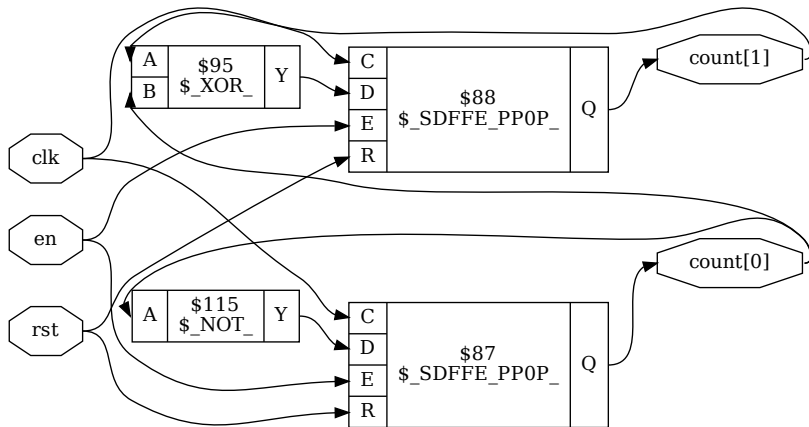 A
B
$95
$_XOR_
Y
C
D
E
R
$88
$_SDFFE_PP0P_
Q
count[1]
clk
en
rst
A
$115
$_NOT_
Y
C
D
E
R
$87
$_SDFFE_PP0P_
Q
count[0]